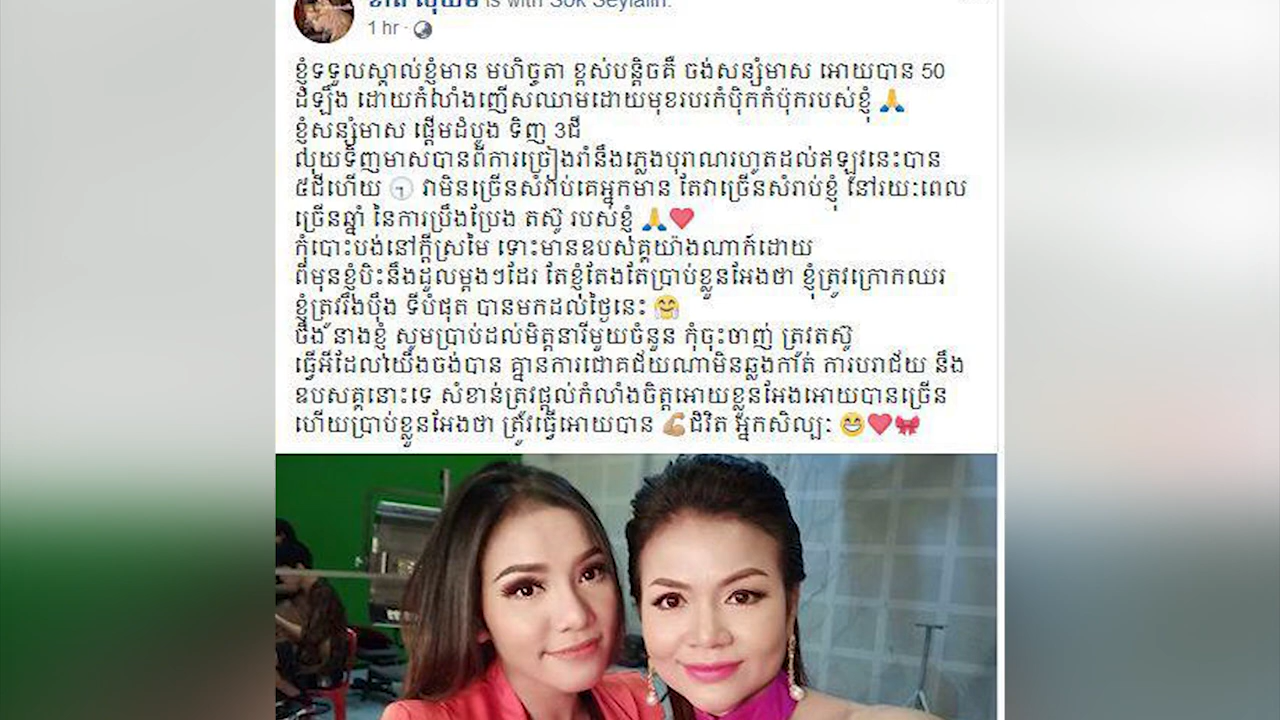 is with Sok Seylalin.
1 hr ·
ខ្ញុំទទួលស្គាល់ខ្ញុំមាន មហិច្ឆតា ខ្ពស់បន្តិចគឺ ចង់សន្សំមាស អោយបាន 50
ដំឡឹង ដោយកំលាំងញើសឈាមដោយមុខរបរកំប៉ិកកំប៉ុករបស់ខ្ញុំ 🙏
ខ្ញុំសន្សំមាស ផ្តើមដំបូង ទិញ 3ជី
លុយទិញមាសបានពីការច្រៀងរាំនឹងភ្លេងបុរាណរហូតដល់ឥឡូវនេះបាន
៥ជីហើយ 🕤 វាមិនច្រើនសំរាប់គេអ្នកមាន តែវាច្រើនសំរាប់ខ្ញុំ នៅរយៈពេល
ច្រើនឆ្នាំ នៃការប្រឹងប្រែង តស៊ូ របស់ខ្ញុំ 🙏❤️
កុំបោះបង់នៅក្តីស្រមៃ ទោះមានឧបសគ្គយ៉ាងណាក៍ដោយ
ពីមុនខ្ញុំបិះនឹងដួលម្តងៗដែរ តែខ្ញុំតែងតែប្រាប់ខ្លួនអែងថា ខ្ញុំត្រូវក្រោកឈរ
ខ្ញុំត្រូវរឹងប៉ឹង ទីបំផុត បានមកដល់ថ្ងៃនេះ 🤗
ចឹង នាងខ្ញុំ សូមប្រាប់ដល់មិត្តនារីមួយចំនួន កុំចុះចាញ់ ត្រូវតស៊ូ
ធ្វើអីដែលយើងចង់បាន គ្មានការជោគជ័យណាមិនឆ្លងកាត់ ការបរាជ័យ នឹង
ឧបសគ្គនោះទេ សំខាន់ត្រូវផ្តល់កំលាំងចិត្តអោយខ្លួនអែងអោយបានច្រើន
ហើយប្រាប់ខ្លួនអែងថា ត្រូវធ្វើអោយបាន 💪🏽ជិវិត អ្នកសិល្បៈ 😁❤️🎀